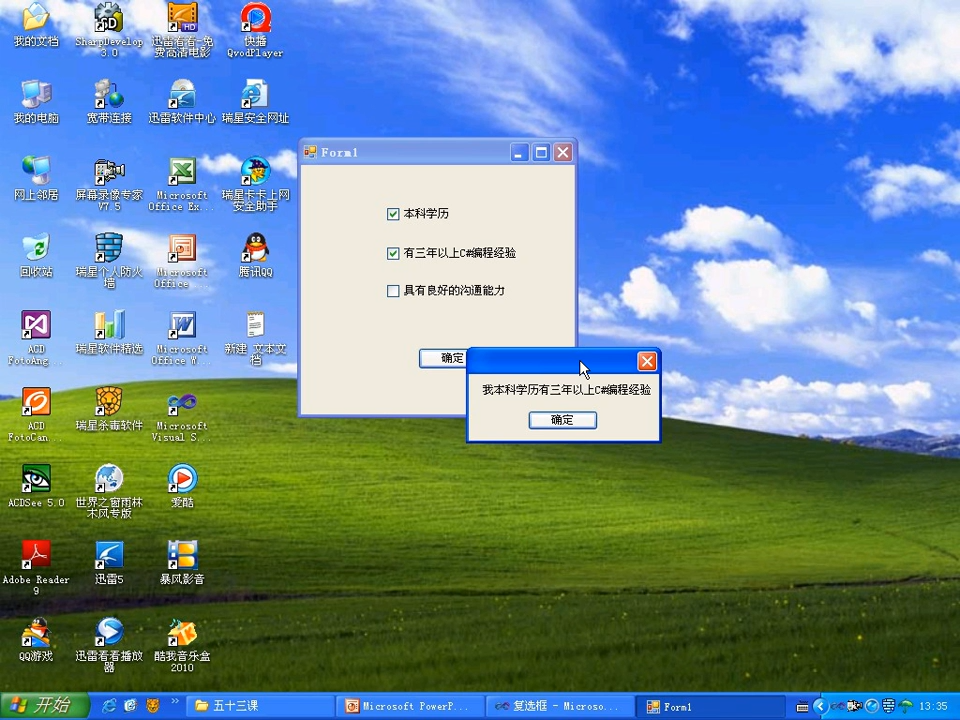 我的文档
SharpDevelop
3.0
迅雷看看-免
费高清电影
快播
QvodPlayer
我的电脑
宽带连接
迅雷软件中心
瑞星安全网址
网上邻居
屏幕录像专家
V7.5
Microsoft
Office Ex...
瑞星卡卡上网
安全助手
回收站
瑞星个人防火
墙
Microsoft
Office ...
腾讯QQ
ACD
FotoAng...
瑞星软件精选
Microsoft
Office W...
新建 文本文
档
ACD
FotoCan...
瑞星杀毒软件
Microsoft
Visual S...
ACDSee 5.0
世界之窗雨林
木风专版
爱酷
Adobe Reader
9
迅雷5
暴风影音
QQ游戏
迅雷看看播放
器
酷我音乐盒
2010
Form1
本科学历
有三年以上C#编程经验
具有良好的沟通能力
确定
我本科学历有三年以上C#编程经验
确定
开始
五十三课
Microsoft PowerP...
复选框 - Microso...
Form1
13:35